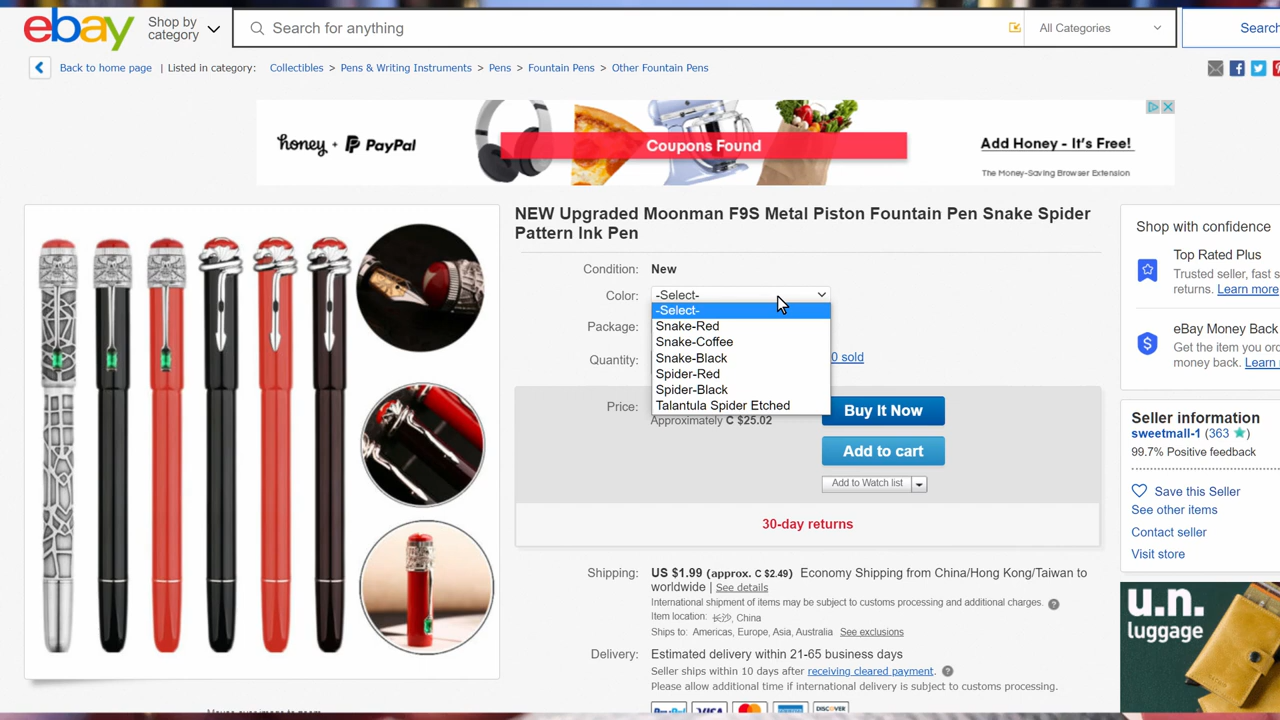 ebay
Shop by
category
Search for anything
All Categories
Search
Back to home page | Listed in category: Collectibles > Pens & Writing Instruments > Pens > Fountain Pens > Other Fountain Pens
honey + PayPal
Coupons Found
Add Honey - It's Free!
The Money-Saving Browser Extension
NEW Upgraded Moonman F9S Metal Piston Fountain Pen Snake Spider
Pattern Ink Pen
Condition: New
Color: -Select-
-Select-
Snake-Red
Snake-Coffee
Snake-Black
Spider-Red
Spider-Black
Talantula Spider Etched
Package:
Quantity:
0 sold
Price:
Approximately C $25.02
Buy It Now
Add to cart
Add to Watch list
30-day returns
Shipping: US $1.99 (approx. C $2.49) Economy Shipping from China/Hong Kong/Taiwan to
worldwide | See details
International shipment of items may be subject to customs processing and additional charges.
Item location: China
Ships to: Americas, Europe, Asia, Australia See exclusions
Delivery: Estimated delivery within 21-65 business days
Seller ships within 10 days after receiving cleared payment.
Please allow additional time if international delivery is subject to customs processing.
PayPal VISA DISCOVER
Shop with confidence
Top Rated Plus
Trusted seller, fast s
returns. Learn more
eBay Money Back
Get the item you or
money back. Learn
Seller information
sweetmall-1 (363)
99.7% Positive feedback
Save this Seller
See other items
Contact seller
Visit store
u.n.
luggage